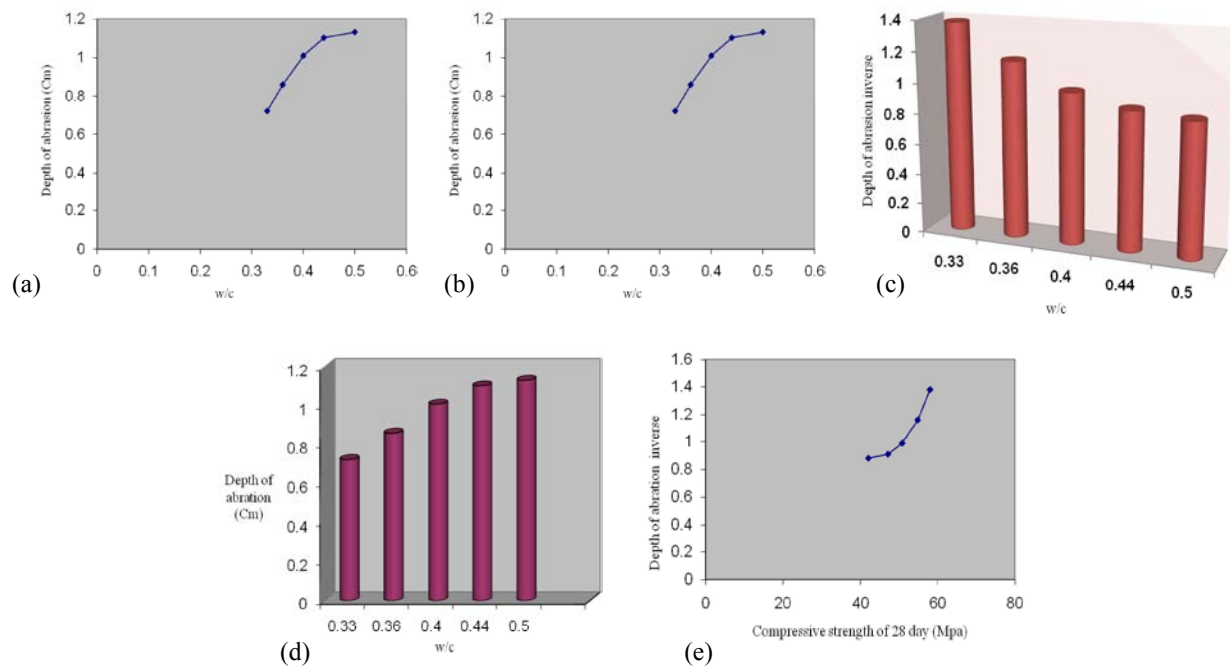 1.2
1
0.8
0.6
0.4
0.2
0
Depth of abrasion (Cm)
0 0.1 0.2 0.3 0.4 0.5 0.6
w/c
(a)
1.2
1
0.8
0.6
0.4
0.2
0
Depth of abrasion (Cm)
0 0.1 0.2 0.3 0.4 0.5 0.6
w/c
(b)
1.4
1.2
1
0.8
0.6
0.4
0.2
0
Depth of abrasion inverse
0.33 0.36 0.4 0.44 0.5
w/c
(c)
1.2
1
0.8
0.6
0.4
0.2
0
Depth of
abration
(Cm)
0.33 0.36 0.4 0.44 0.5
w/c
(d)
1.6
1.4
1.2
1
0.8
0.6
0.4
0.2
0
Depth of abration inverse
0 20 40 60 80
Compressive strength of 28 day (Mpa)
(e)